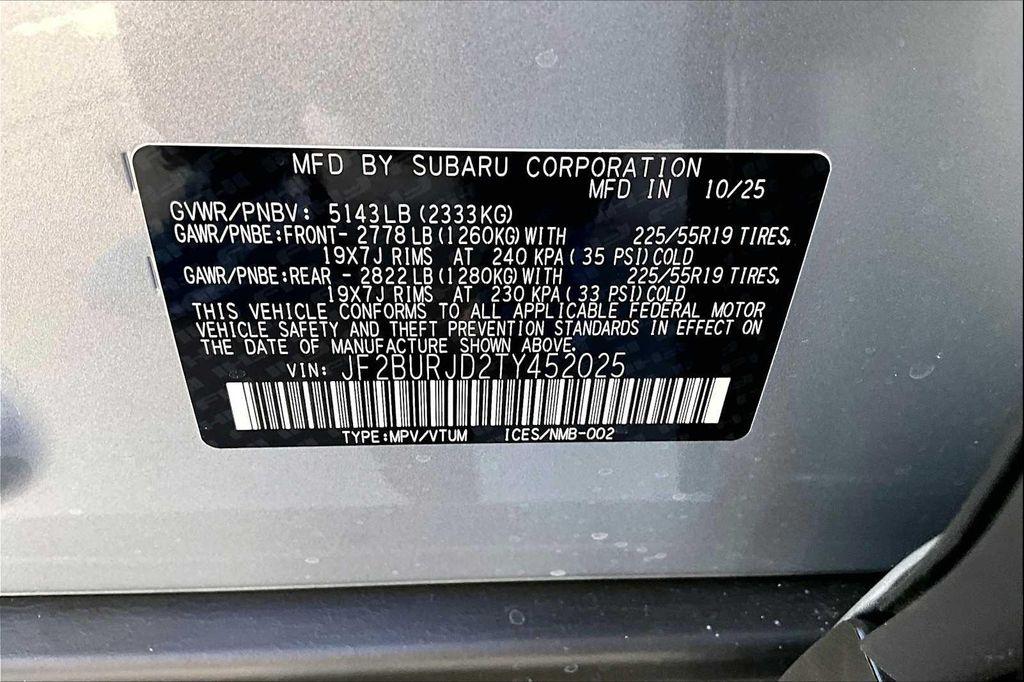 MFD BY SUBARU CORPORATION
MFD IN 10/25
GVWR/PNBV: 5143LB (2333KG)
GAWR/PNBE:FRONT- 2778 LB(1260KG)WITH 225/55R19 TIRES,
19X7J RIMS AT 240 KPA( 35 PSI)COLD
GAWR/PNBE:REAR - 2822 LB(1280KG)WITH 225/55R19 TIRES,
19X7J RIMS AT 230 KPA( 33 PSI)COLD
THIS VEHICLE CONFORMS TO ALL APPLICABLE FEDERAL MOTOR
VEHICLE SAFETY AND THEFT PREVENTION STANDARDS IN EFFECT ON
THE DATE OF MANUFACTURE SHOWN ABOVE.
VIN: JF2BURJD2TY452025
TYPE:MPV/VTUM ICES/NMB-002